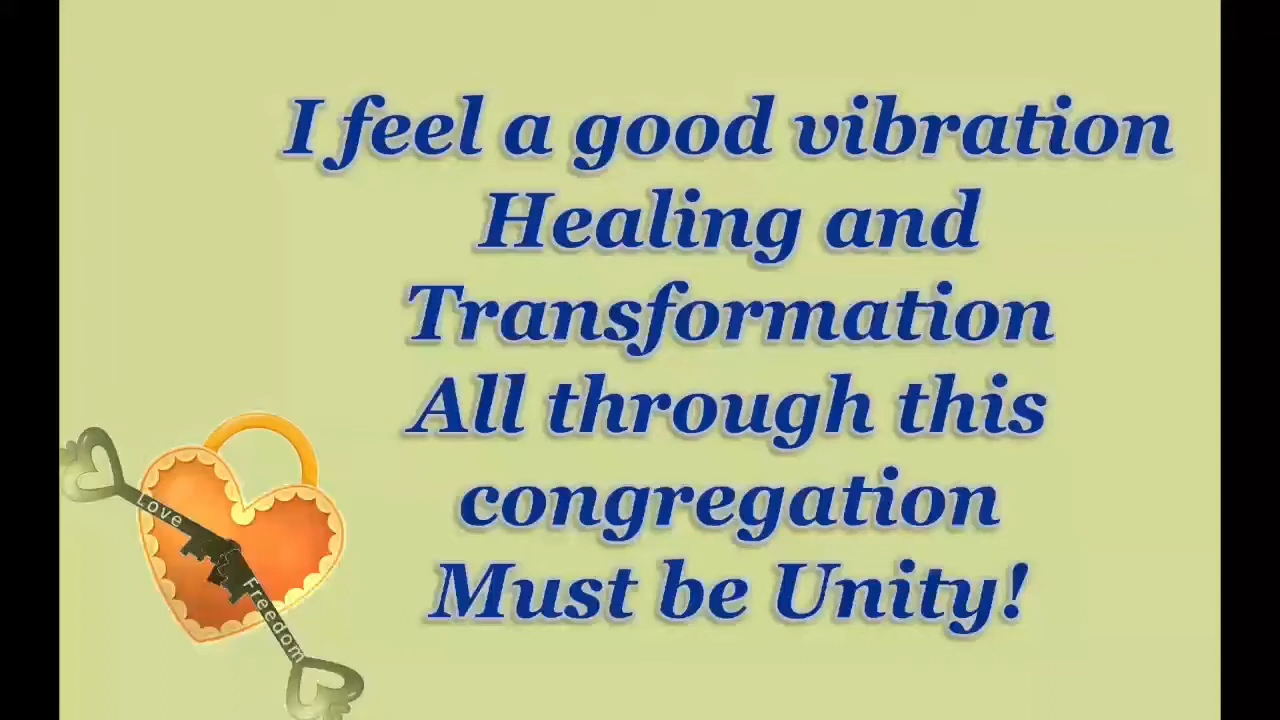 I feel a good vibration
Healing and
Transformation
All through this
congregation
Must be Unity!
Love
Freedom